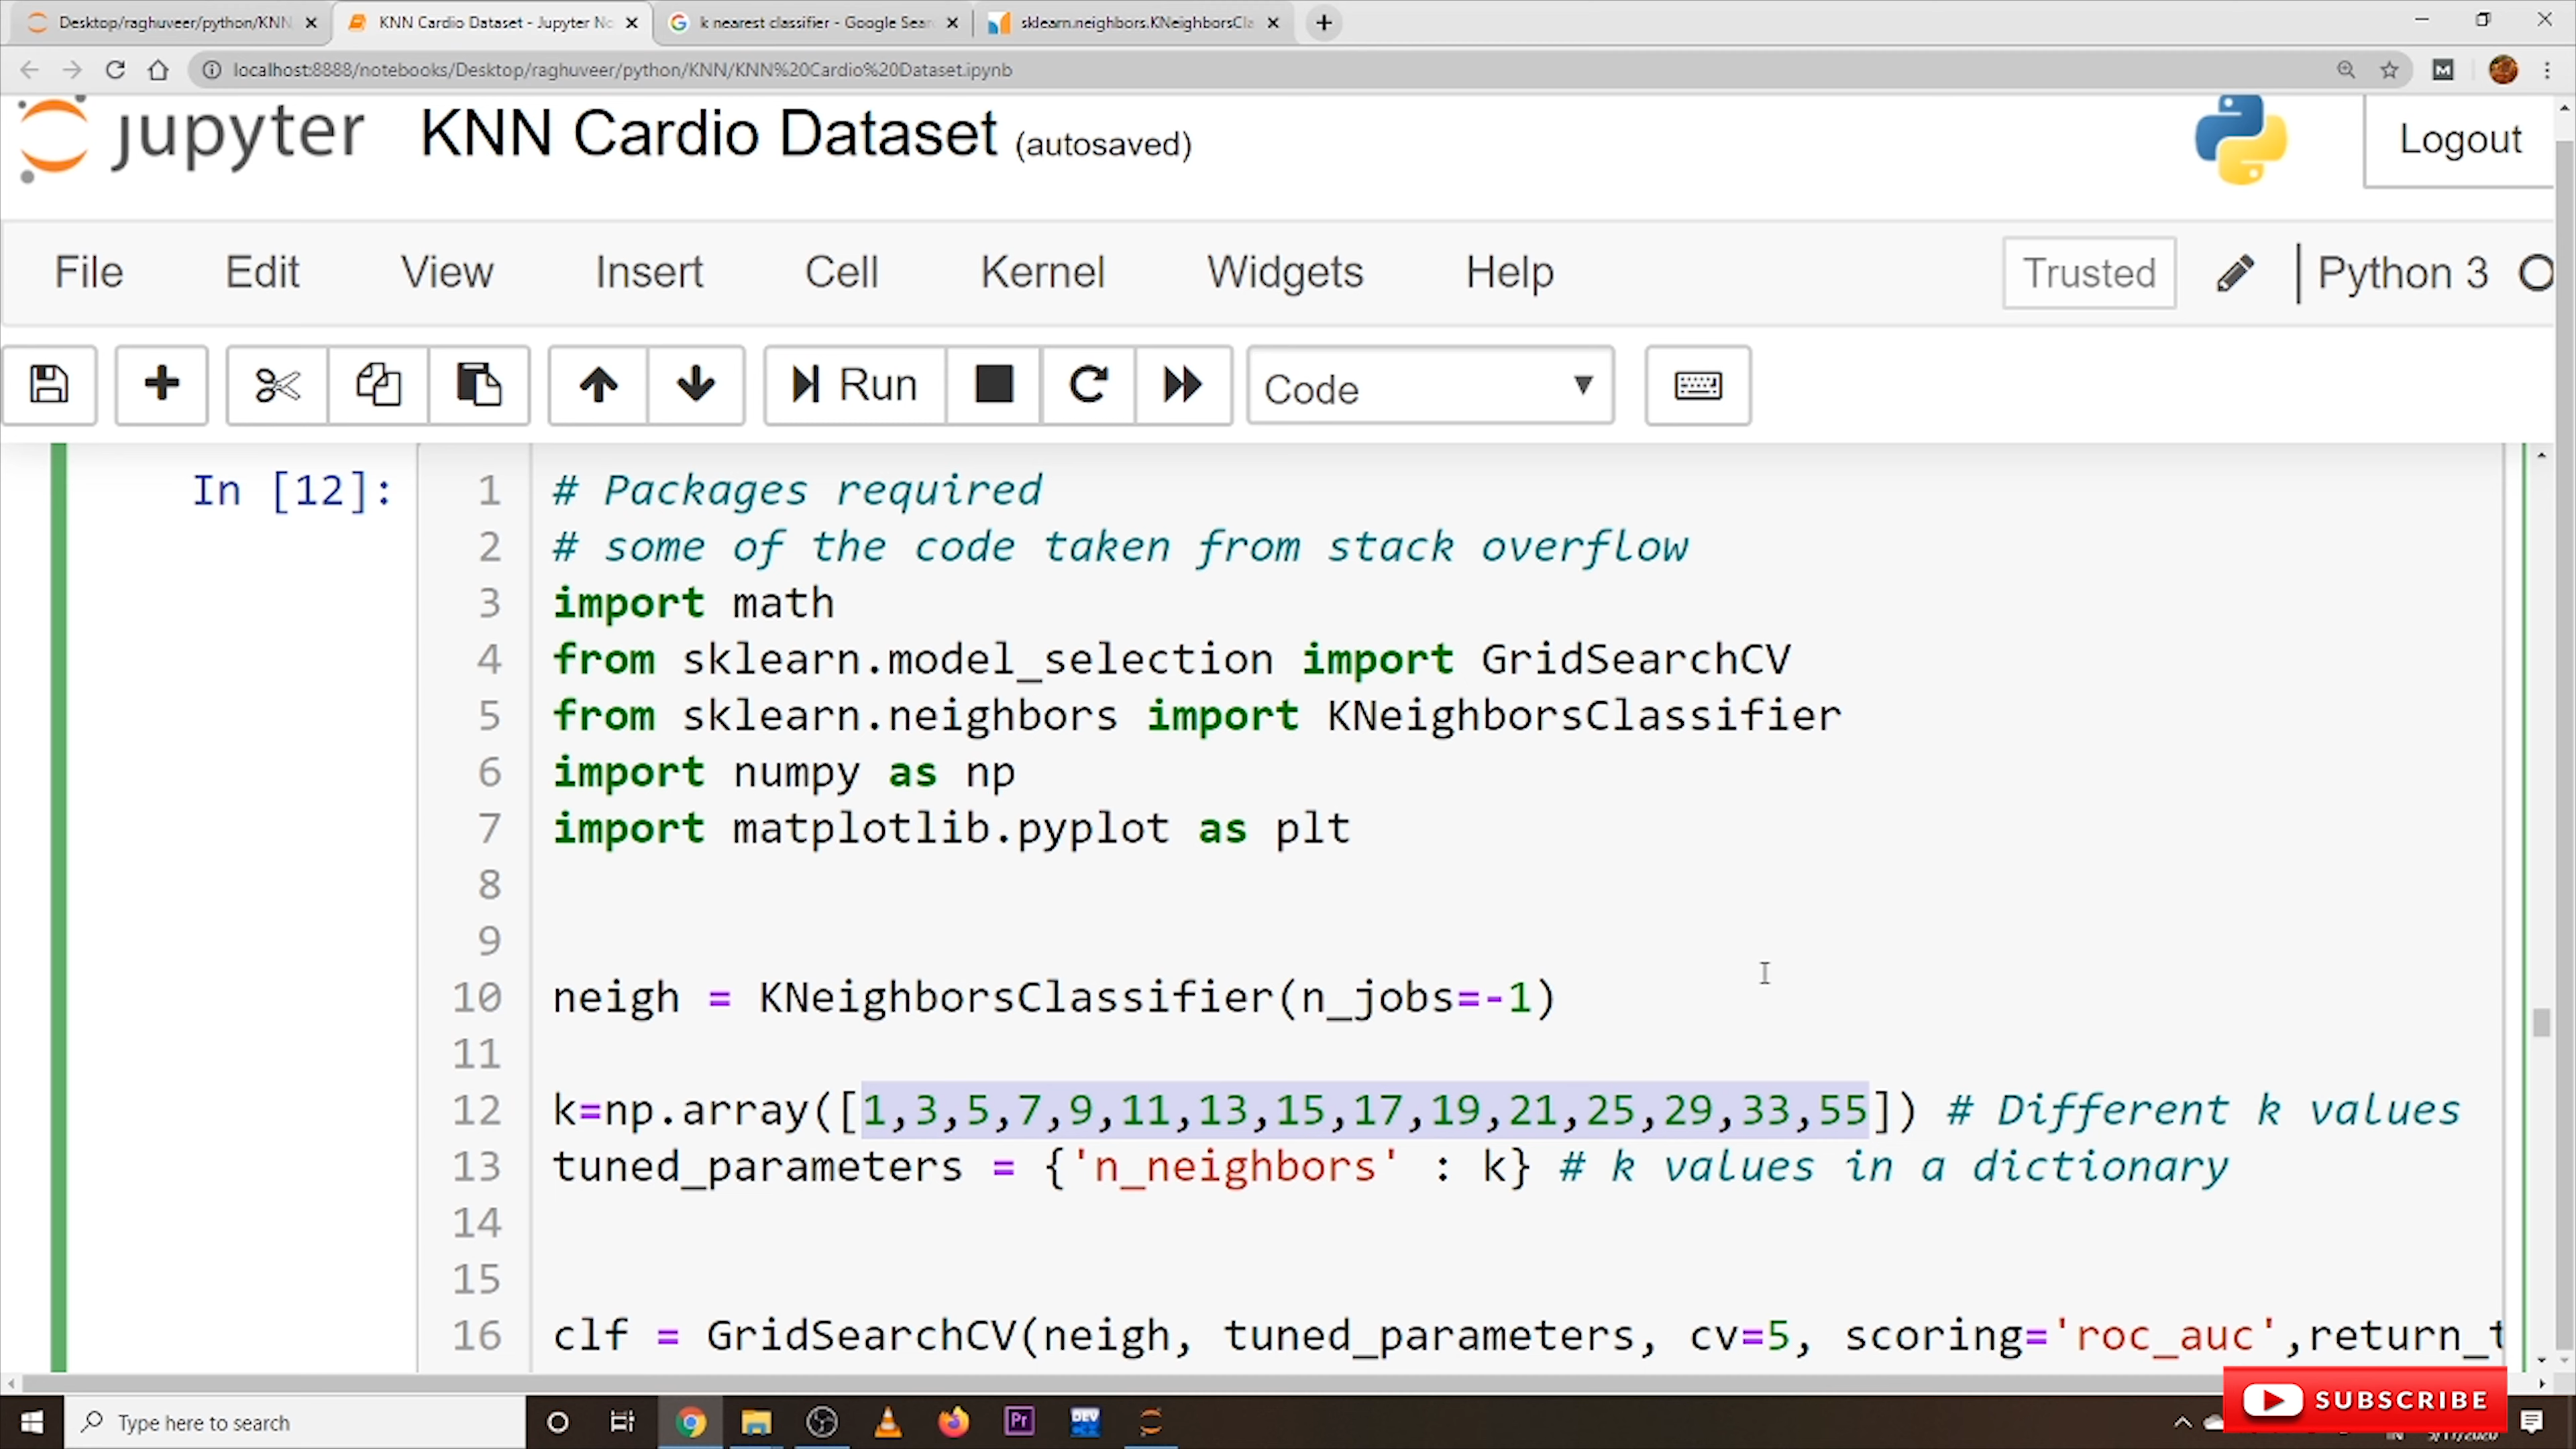 Desktop/raghuveer/python/KNN
KNN Cardio Dataset - Jupyter No
k nearest classifier - Google Sear
sklearn.neighbors.KNeighborsCla
localhost:8888/notebooks/Desktop/raghuveer/python/KNN/KNN%20Cardio%20Dataset.ipynb
jupyter KNN Cardio Dataset (autosaved)
Logout
File Edit View Insert Cell Kernel Widgets Help
Trusted
Python 3
Run
Code
In [12]:
1 # Packages required
2 # some of the code taken from stack overflow
3 import math
4 from sklearn.model_selection import GridSearchCV
5 from sklearn.neighbors import KNeighborsClassifier
6 import numpy as np
7 import matplotlib.pyplot as plt
8
9
10 neigh = KNeighborsClassifier(n_jobs=-1)
11
12 k=np.array([1,3,5,7,9,11,13,15,17,19,21,25,29,33,55]) # Different k values
13 tuned_parameters = {'n_neighbors' : k} # k values in a dictionary
14
15
16 clf = GridSearchCV(neigh, tuned_parameters, cv=5, scoring='roc_auc',return_t
SUBSCRIBE
Type here to search
Pr
DEV